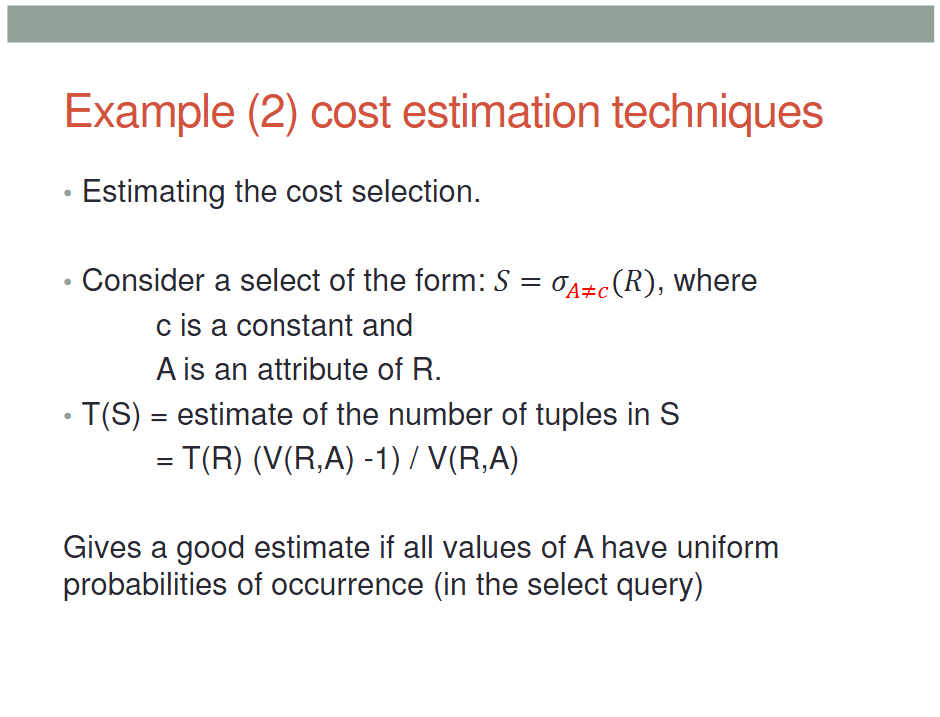 Example (2) cost estimation techniques
• Estimating the cost selection.
• Consider a select of the form: 𝑆 = 𝜎𝐴≠𝑐(𝑅), where
c is a constant and
A is an attribute of R.
• T(S) = estimate of the number of tuples in S
= T(R) (V(R,A) -1) / V(R,A)
Gives a good estimate if all values of A have uniform
probabilities of occurrence (in the select query)